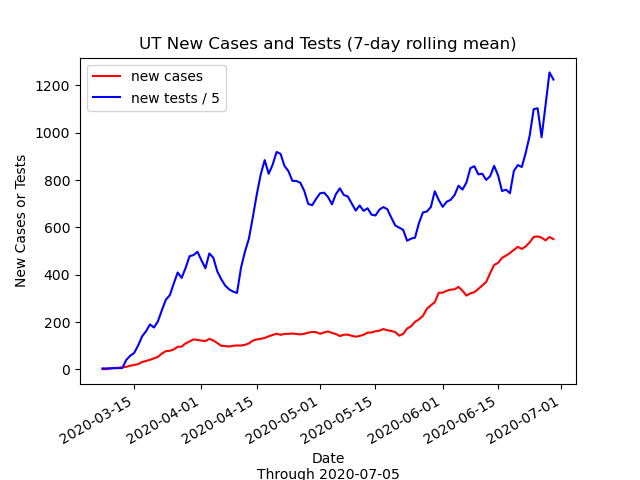 UT New Cases and Tests (7-day rolling mean)
new cases
new tests / 5
New Cases or Tests
1200
1000
800
600
400
200
0
2020-03-15
2020-04-01
2020-04-15
2020-05-01
2020-05-15
2020-06-01
2020-06-15
2020-07-01
Date
Through 2020-07-05